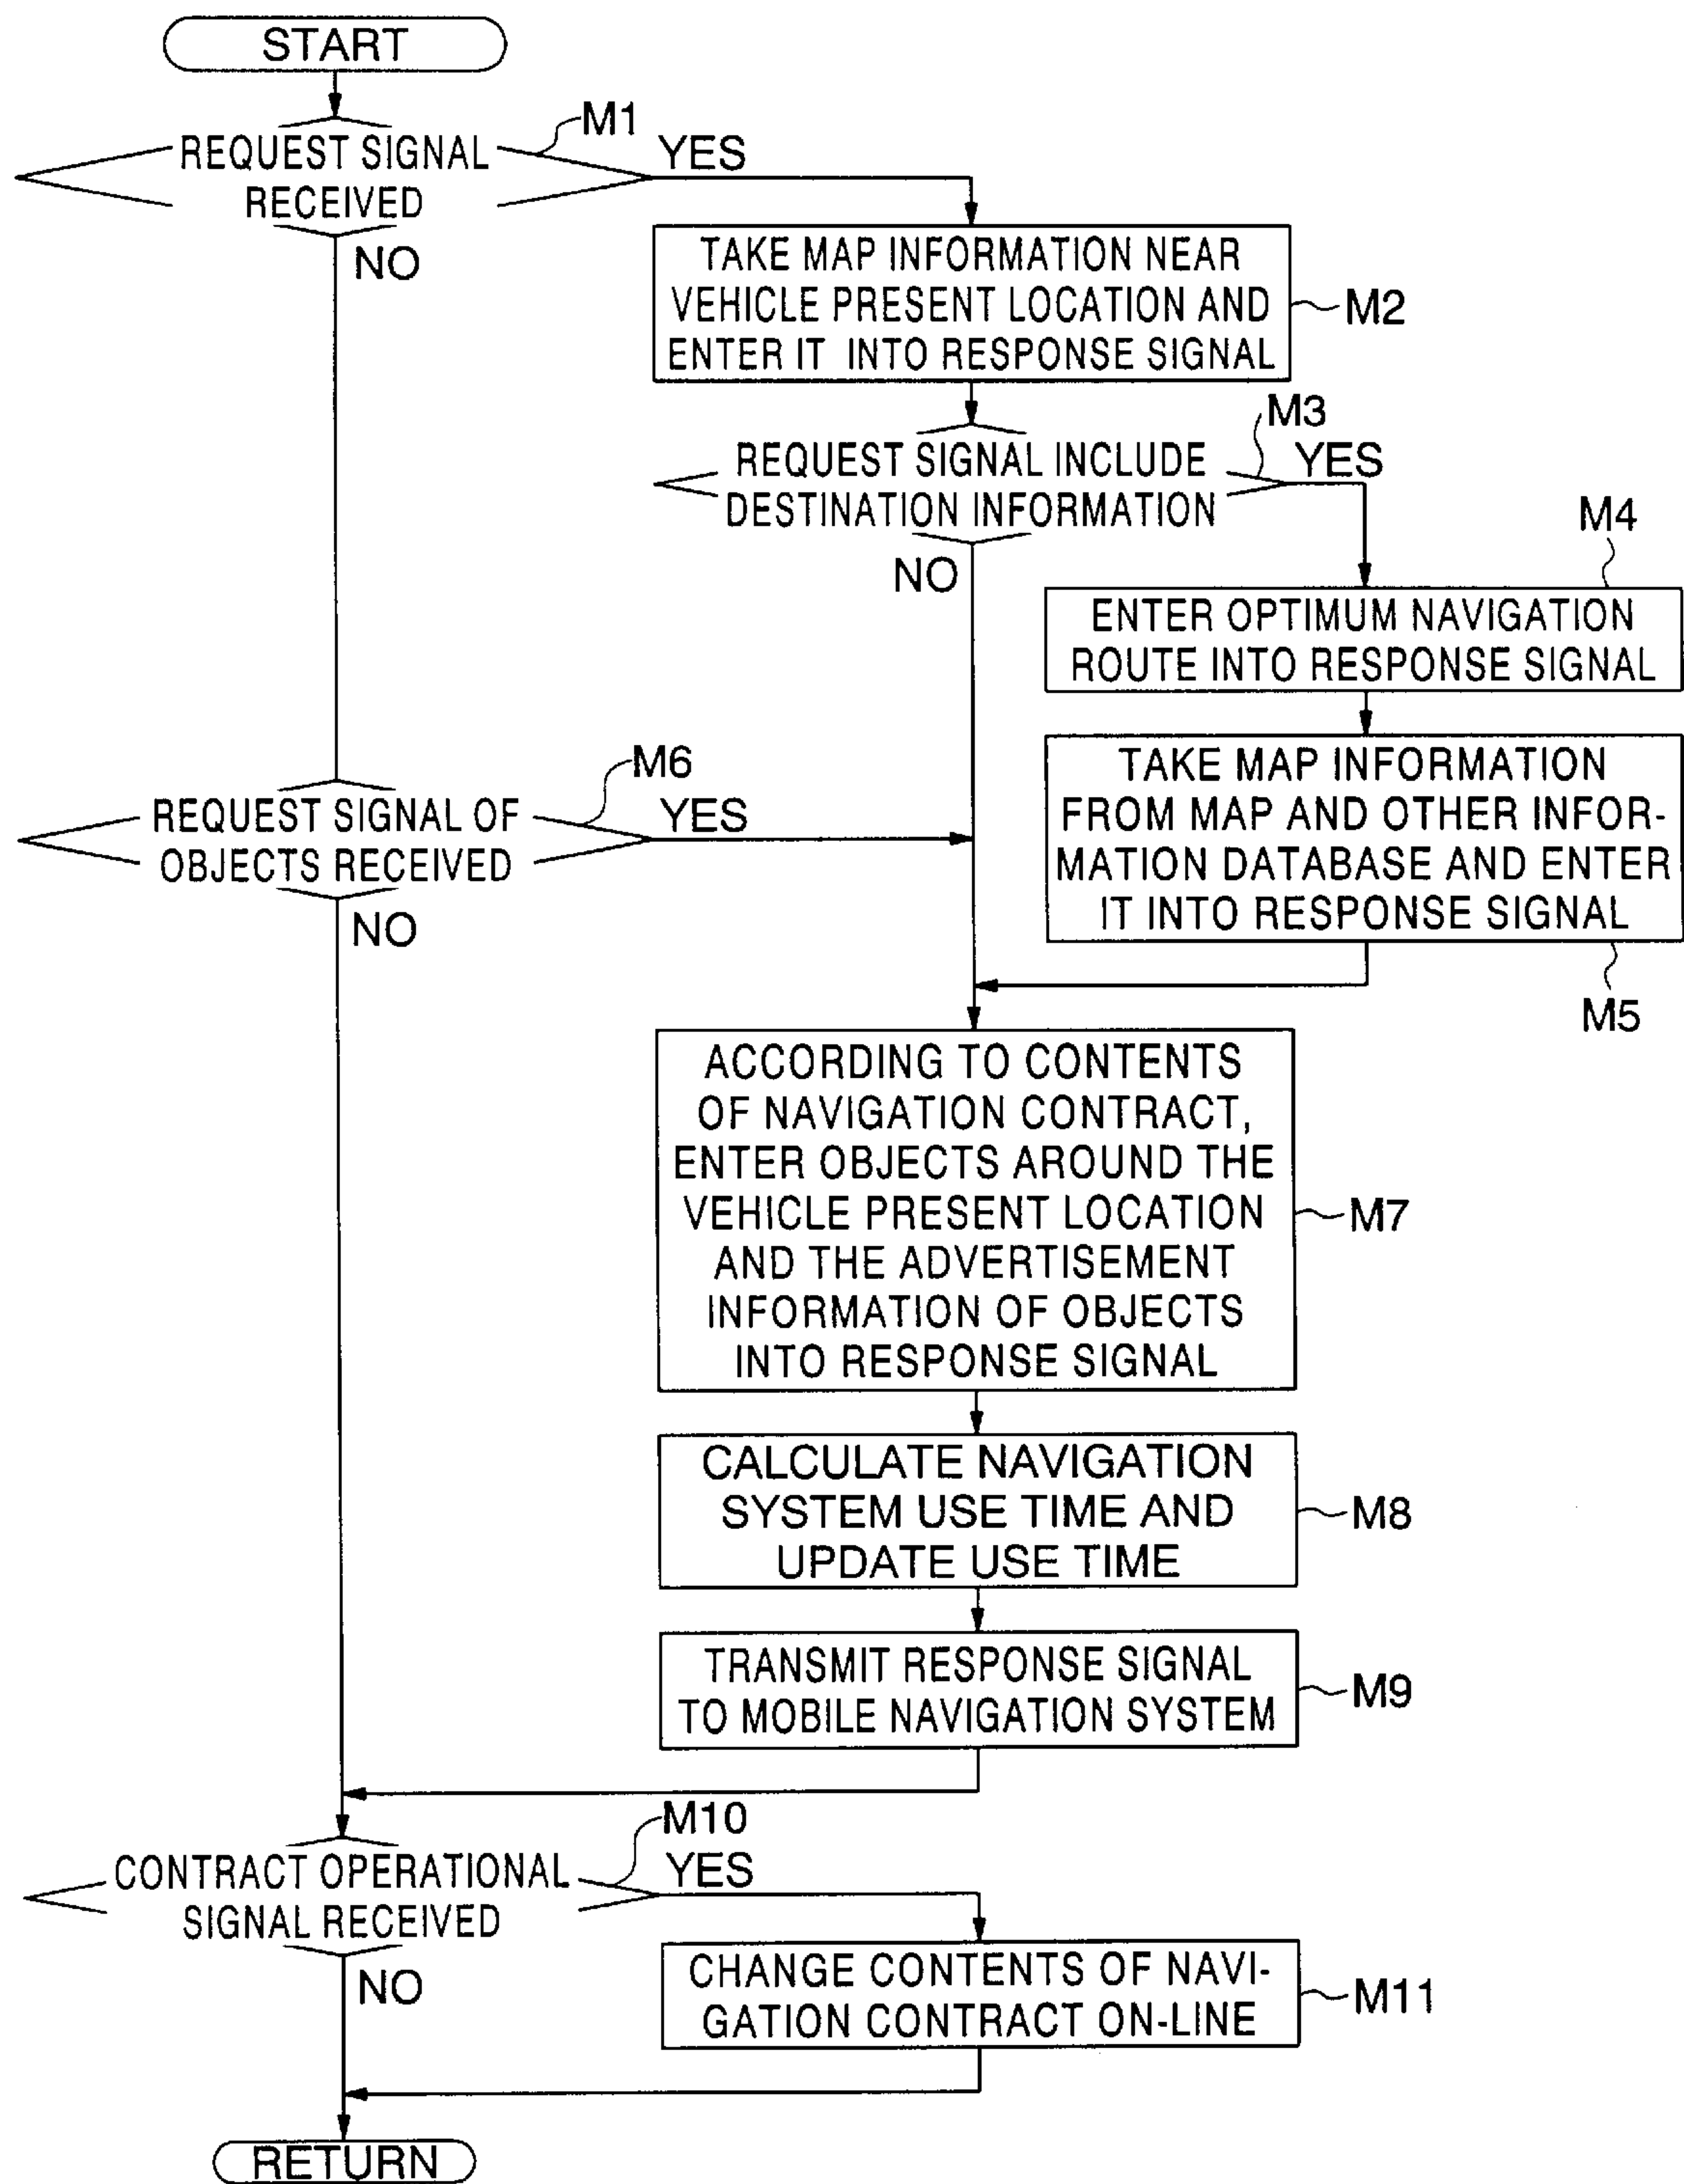 START
M1
REQUEST SIGNAL
RECEIVED
YES
NO
TAKE MAP INFORMATION NEAR
VEHICLE PRESENT LOCATION AND
ENTER IT INTO RESPONSE SIGNAL
M2
M3
REQUEST SIGNAL INCLUDE
DESTINATION INFORMATION
YES
NO
M4
ENTER OPTIMUM NAVIGATION
ROUTE INTO RESPONSE SIGNAL
TAKE MAP INFORMATION
FROM MAP AND OTHER INFOR-
MATION DATABASE AND ENTER
IT INTO RESPONSE SIGNAL
M5
M6
REQUEST SIGNAL OF
OBJECTS RECEIVED
YES
NO
ACCORDING TO CONTENTS
OF NAVIGATION CONTRACT,
ENTER OBJECTS AROUND THE
VEHICLE PRESENT LOCATION
AND THE ADVERTISEMENT
INFORMATION OF OBJECTS
INTO RESPONSE SIGNAL
M7
CALCULATE NAVIGATION
SYSTEM USE TIME AND
UPDATE USE TIME
M8
TRANSMIT RESPONSE SIGNAL
TO MOBILE NAVIGATION SYSTEM
M9
M10
CONTRACT OPERATIONAL
SIGNAL RECEIVED
YES
NO
CHANGE CONTENTS OF NAVI-
GATION CONTRACT ON-LINE
M11
RETURN